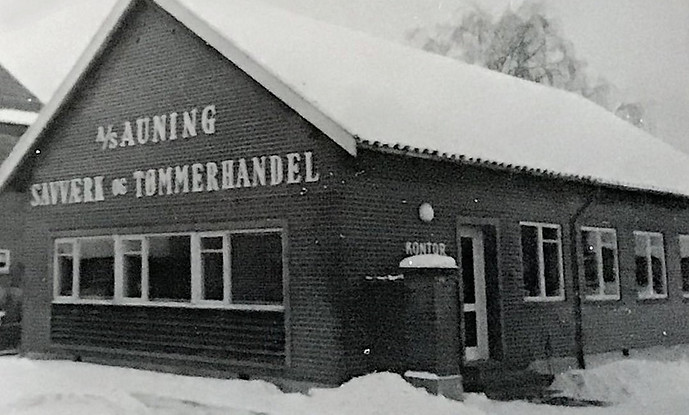 A/S AUNING
SAVVÆRK OG TØMMERHANDEL
KONTOR